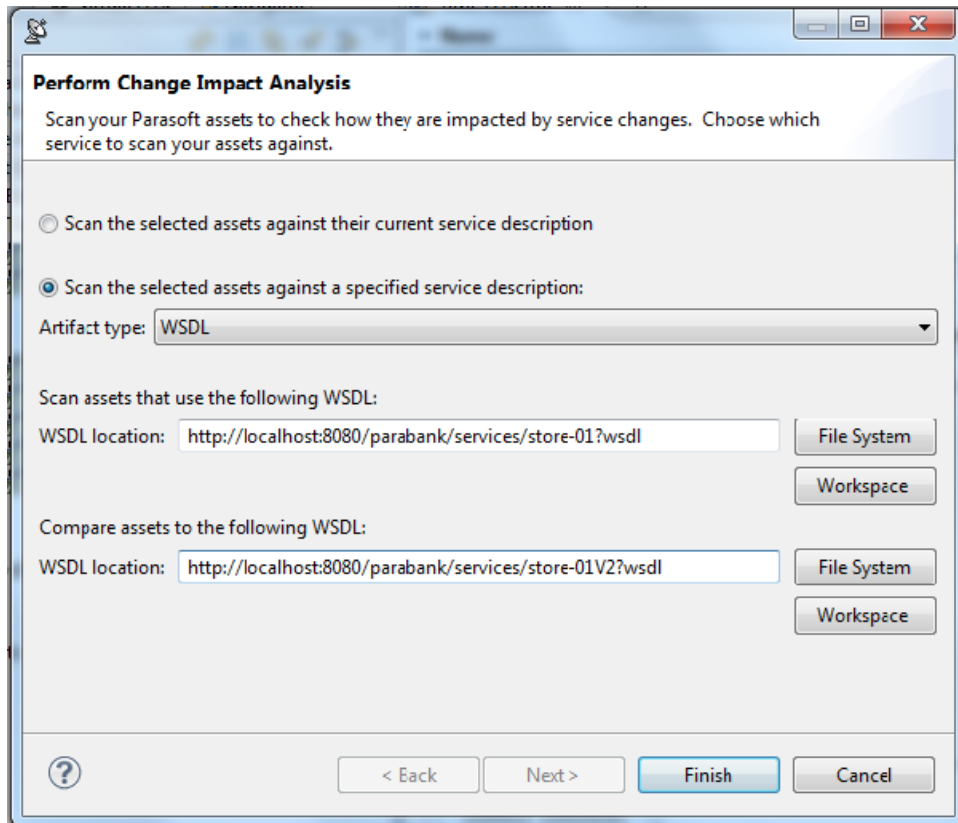 Perform Change Impact Analysis
Scan your Parasoft assets to check how they are impacted by service changes. Choose which
service to scan your assets against.
Scan the selected assets against their current service description
Scan the selected assets against a specified service description:
Artifact type: WSDL
Scan assets that use the following WSDL:
WSDL location: http://localhost:8080/parabank/services/store-01?wsdl File System
Workspace
Compare assets to the following WSDL:
WSDL location: http://localhost:8080/parabank/services/store-01V2?wsdl File System
Workspace
? < Back Next > Finish Cancel